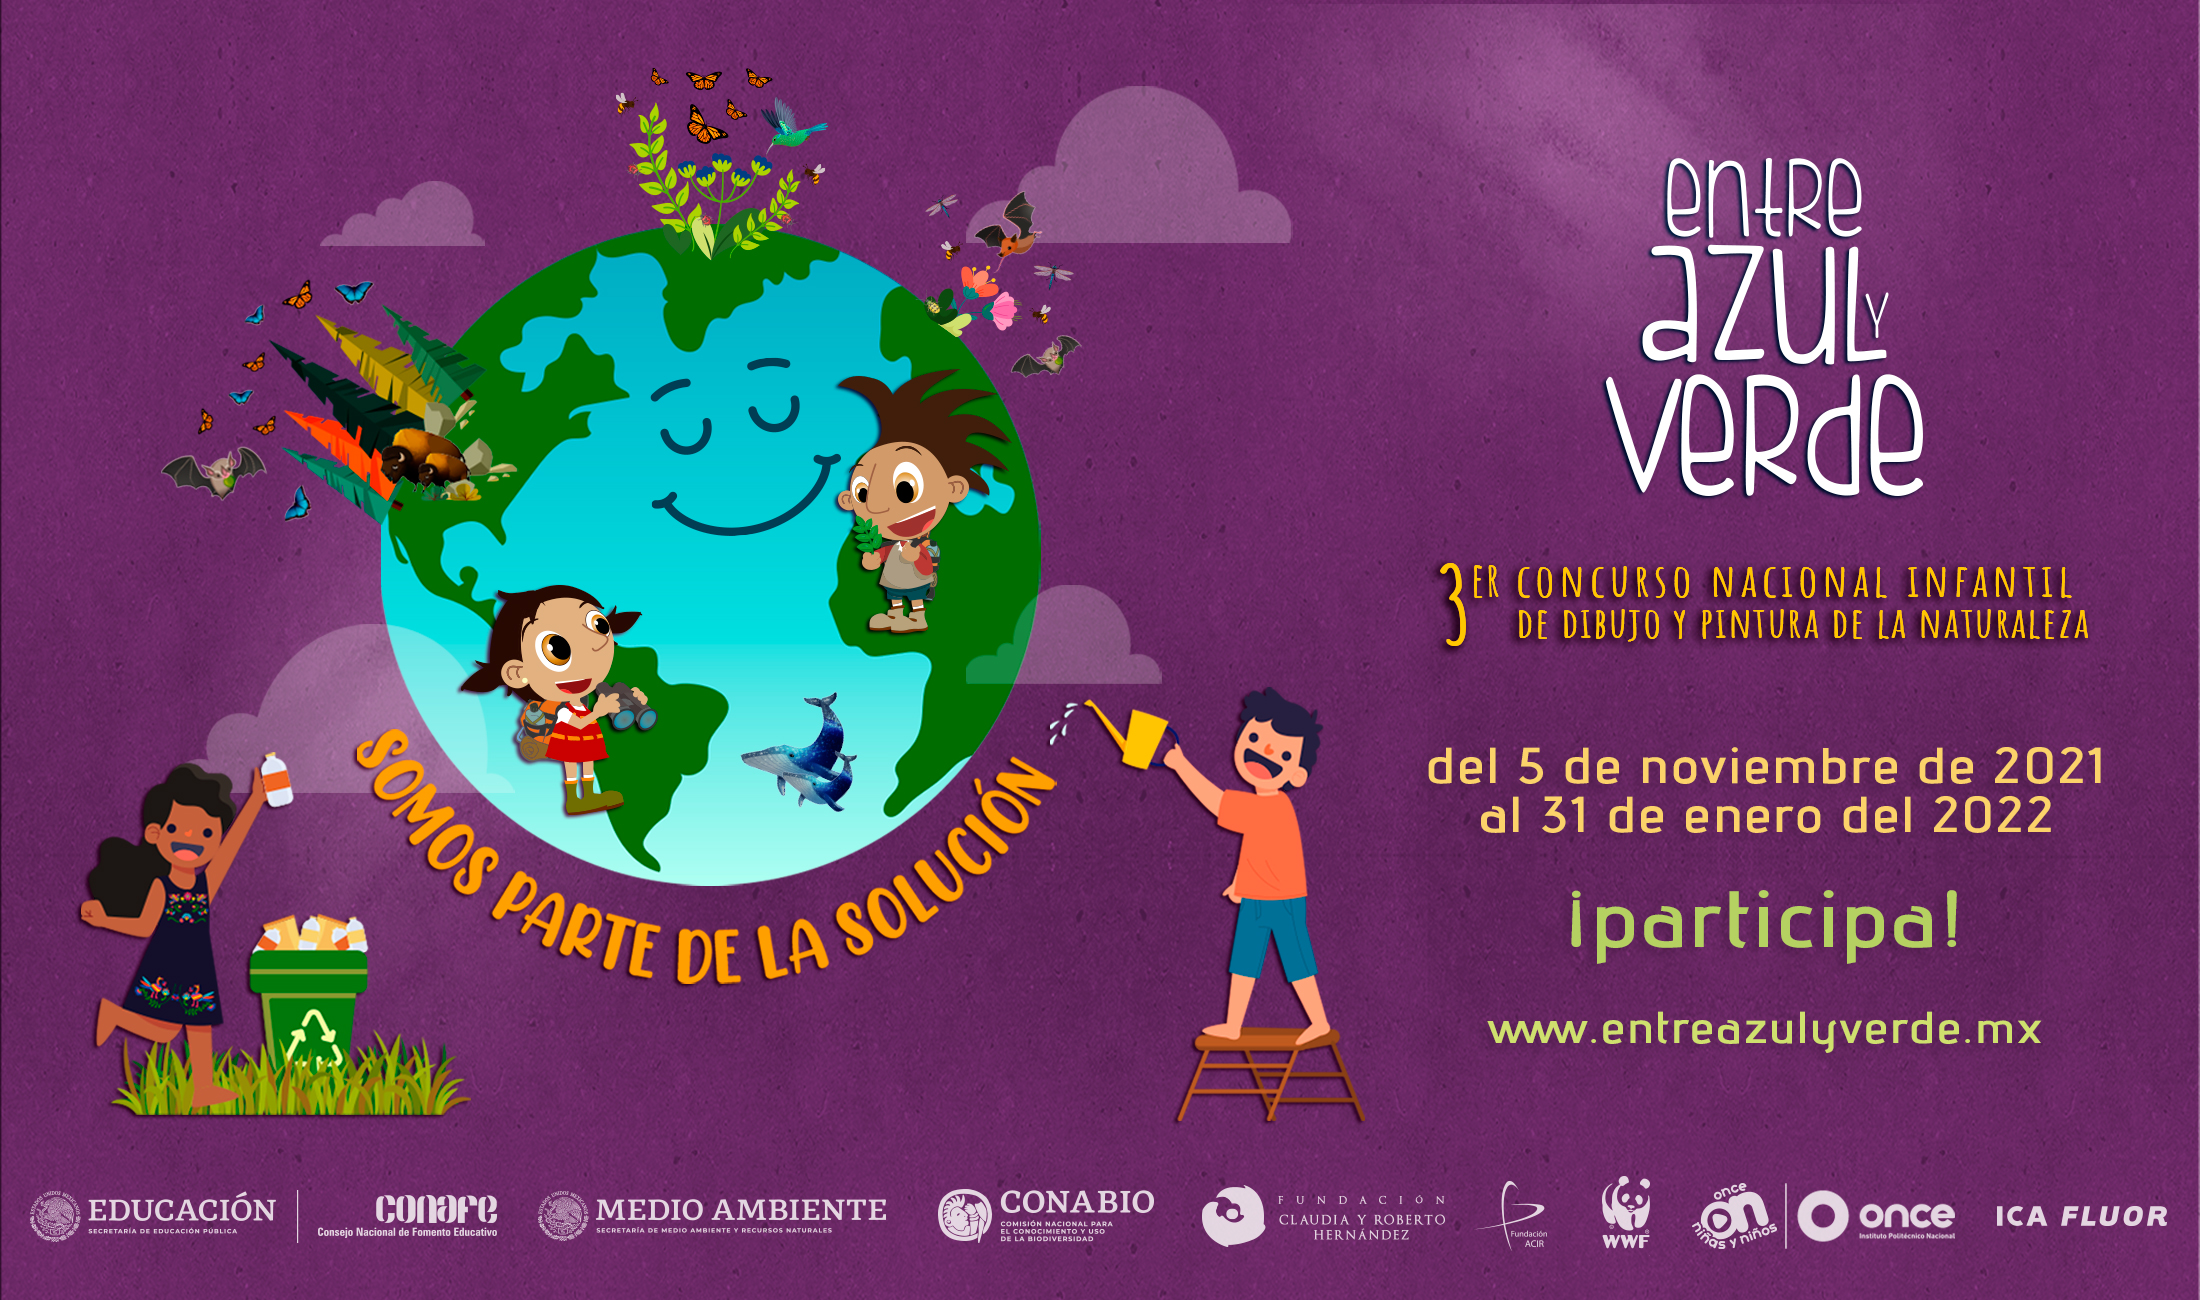 entre
azul y
verde
3ER CONCURSO NACIONAL INFANTIL
DE DIBUJO Y PINTURA DE LA NATURALEZA
del 5 de noviembre de 2021
al 31 de enero del 2022
¡participa!
www.entreazulyverde.mx
SOMOS PARTE DE LA SOLUCIÓN
EDUCACIÓN
SECRETARÍA DE EDUCACIÓN PÚBLICA
CONAFE
Consejo Nacional de Fomento Educativo
MEDIO AMBIENTE
SECRETARÍA DE MEDIO AMBIENTE Y RECURSOS NATURALES
CONABIO
COMISIÓN NACIONAL PARA
EL CONOCIMIENTO Y USO
DE LA BIODIVERSIDAD
FUNDACIÓN
CLAUDIA Y ROBERTO
HERNÁNDEZ
Fundación
ACIR
WWF
once
niñas y niños
once
Instituto Politécnico Nacional
ICA FLUOR